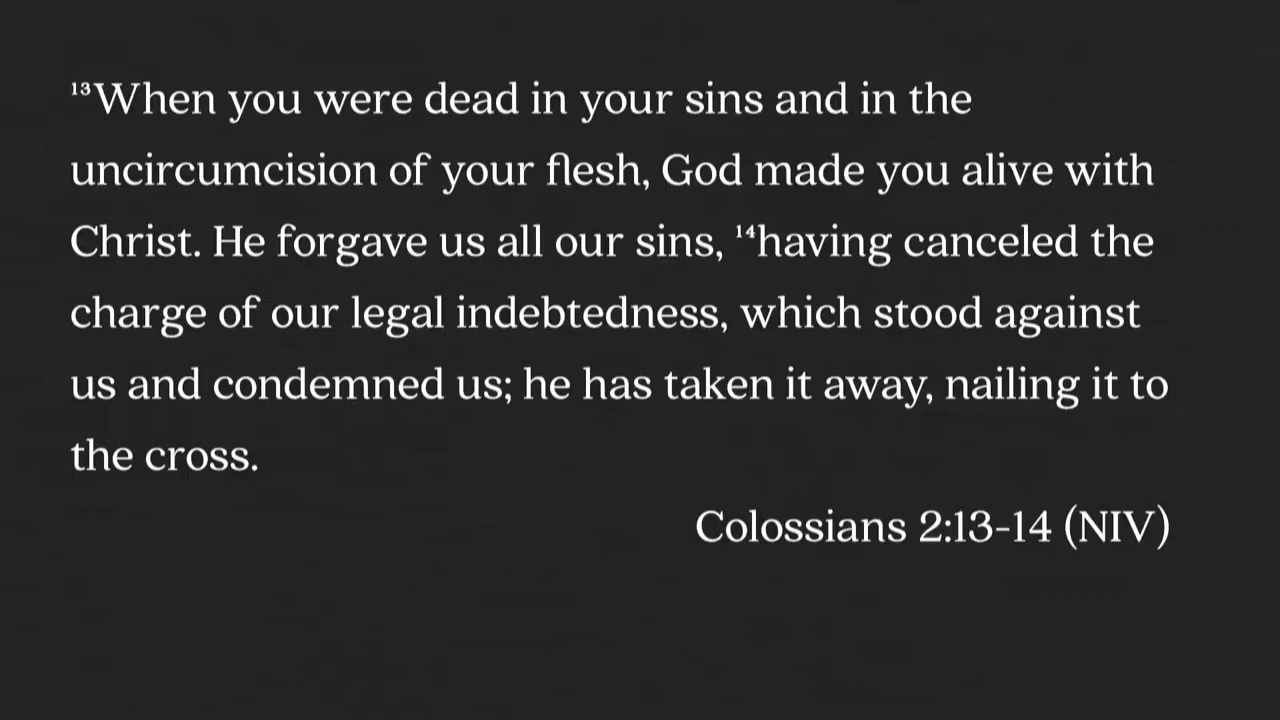 ¹³When you were dead in your sins and in the
uncircumcision of your flesh, God made you alive with
Christ. He forgave us all our sins, ¹⁴having canceled the
charge of our legal indebtedness, which stood against
us and condemned us; he has taken it away, nailing it to
the cross.
Colossians 2:13-14 (NIV)